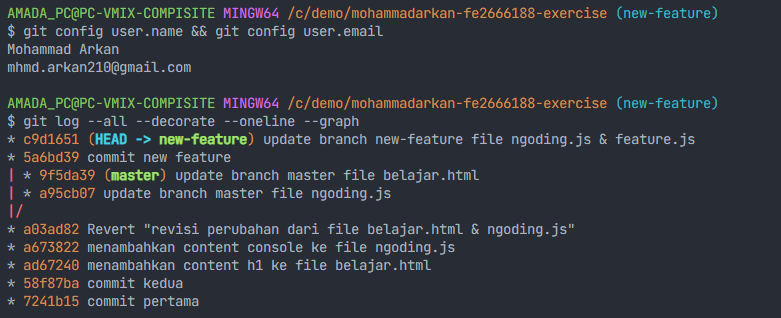 AMADA_PC@PC-VMIX-COMPISITE MINGW64 /c/demo/mohammadarkan-fe2666188-exercise (new-feature)
$ git config user.name && git config user.email
Mohammad Arkan
mhmd.arkan210@gmail.com
AMADA_PC@PC-VMIX-COMPISITE MINGW64 /c/demo/mohammadarkan-fe2666188-exercise (new-feature)
$ git log --all --decorate --oneline --graph
* c9d1651 (HEAD -> new-feature) update branch new-feature file ngoding.js & feature.js
* 5a6bd39 commit new feature
| * 9f5da39 (master) update branch master file belajar.html
| * a95cb07 update branch master file ngoding.js
|/
* a03ad82 Revert "revisi perubahan dari file belajar.html & ngoding.js"
* a673822 menambahkan content console ke file ngoding.js
* ad67240 menambahkan content h1 ke file belajar.html
* 58f87ba commit kedua
* 7241b15 commit pertama